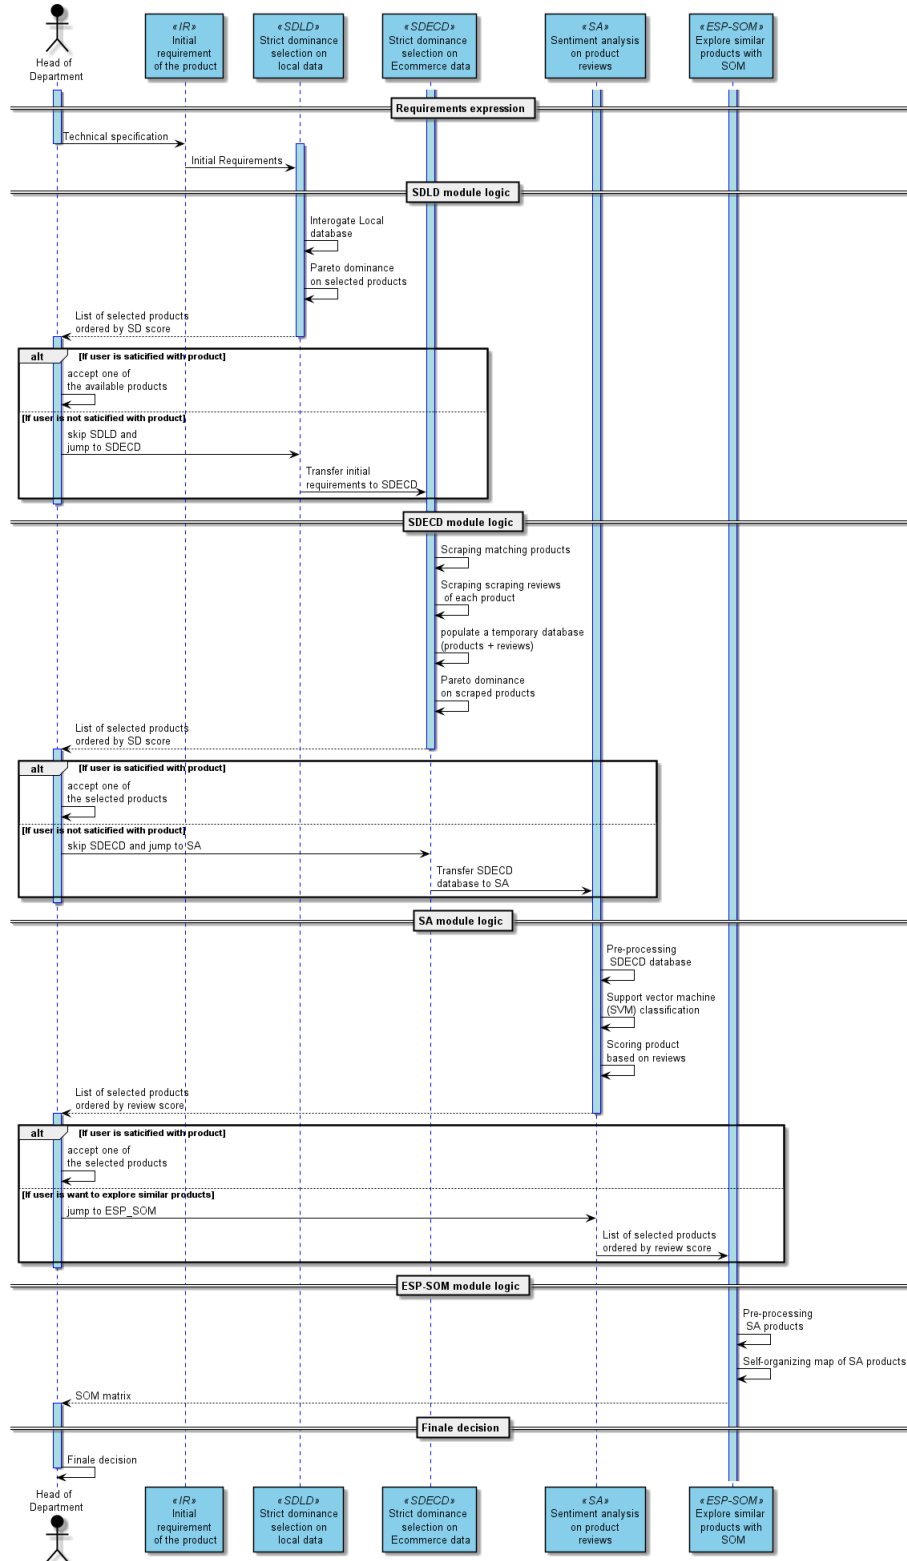 Head of
Department
«IR»
Initial
requirement
of the product
«SDLD»
Strict dominance
selection on
local data
«SDECD»
Strict dominance
selection on
Ecommerce data
«SA»
Sentiment analysis
on product
reviews
«ESP-SOM»
Explore similar
products with
SOM
Requirements expression
Technical specification
Initial Requirements
SDLD module logic
Interogate Local
database
Pareto dominance
on selected products
List of selected products
ordered by SD score
alt
[If user is saticified with product]
accept one of
the available products
[If user is not saticified with product]
skip SDLD and
jump to SDECD
Transfer initial
requirements to SDECD
SDECD module logic
Scraping matching products
Scraping scraping reviews
of each product
populate a temporary database
(products + reviews)
Pareto dominance
on scraped products
List of selected products
ordered by SD score
alt
[If user is saticified with product]
accept one of
the selected products
[If user is not saticified with product]
skip SDECD and jump to SA
Transfer SDECD
database to SA
SA module logic
Pre-processing
SDECD database
Support vector machine
(SVM) classification
Scoring product
based on reviews
List of selected products
ordered by review score
alt
[If user is saticified with product]
accept one of
the selected products
[If user is want to explore similar products]
jump to ESP_SOM
List of selected products
ordered by review score
ESP-SOM module logic
Pre-processing
SA products
Self-organizing map of SA products
SOM matrix
Finale decision
Finale decision
Head of
Department
«IR»
Initial
requirement
of the product
«SDLD»
Strict dominance
selection on
local data
«SDECD»
Strict dominance
selection on
Ecommerce data
«SA»
Sentiment analysis
on product
reviews
«ESP-SOM»
Explore similar
products with
SOM